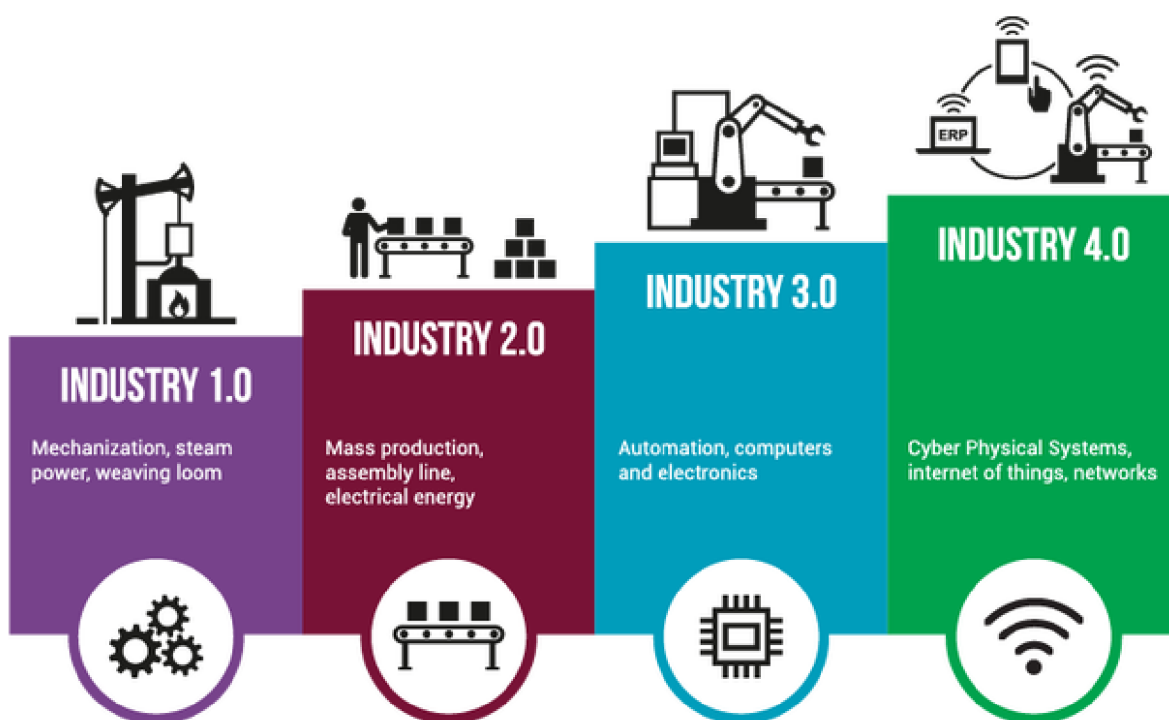 ERP
INDUSTRY 4.0
INDUSTRY 3.0
INDUSTRY 2.0
INDUSTRY 1.0
Mechanization, steam
power, weaving loom
Mass production,
assembly line,
electrical energy
Automation, computers
and electronics
Cyber Physical Systems,
internet of things, networks